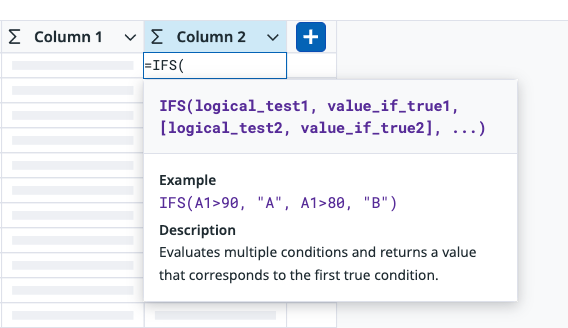 Σ Column 1
Σ Column 2
+
=IFS(
IFS(logical_test1, value_if_true1,
[logical_test2, value_if_true2], ...)
Example
IFS(A1>90, "A", A1>80, "B")
Description
Evaluates multiple conditions and returns a value
that corresponds to the first true condition.